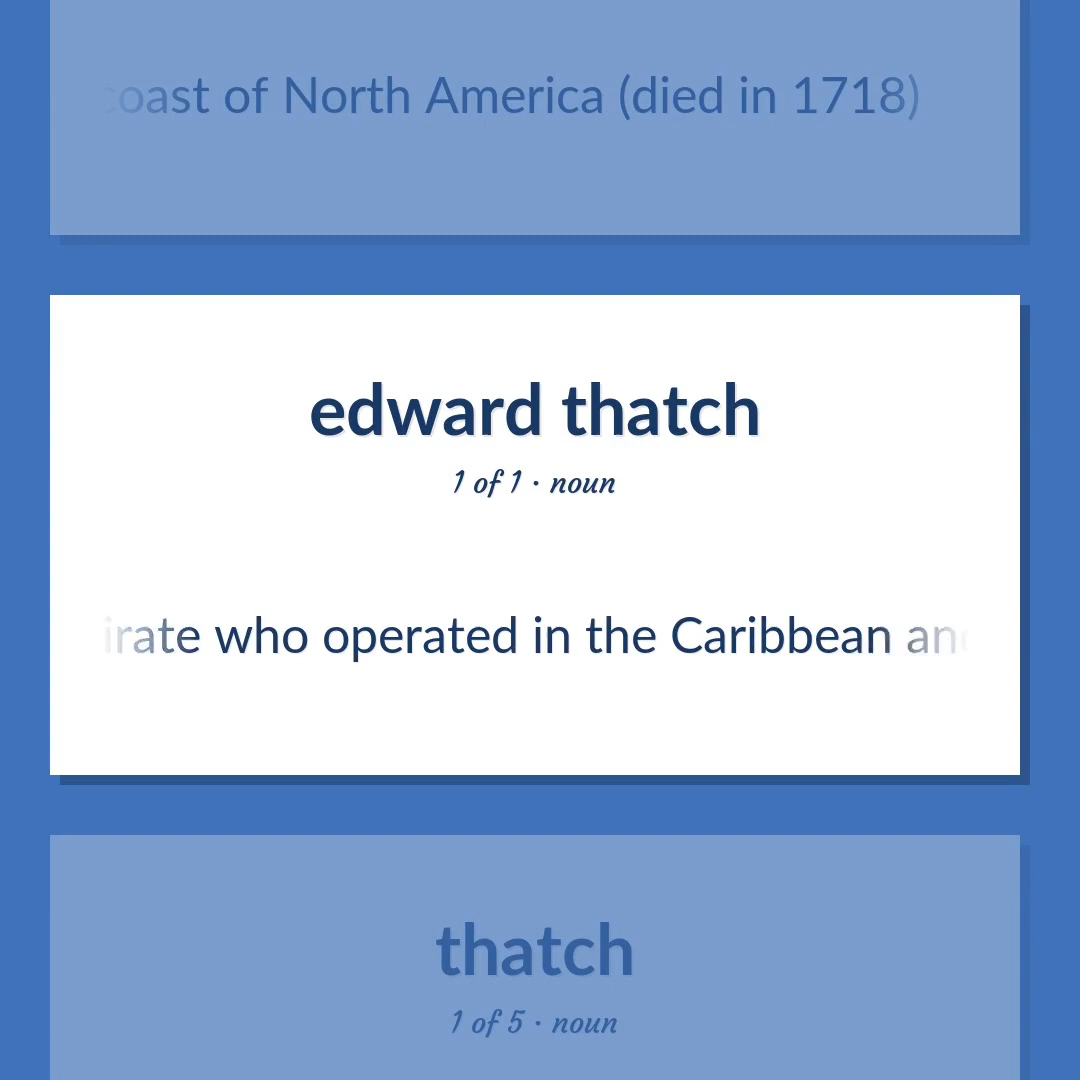 coast of North America (died in 1718)
edward thatch
1 of 1 · noun
irate who operated in the Caribbean an
thatch
1 of 5 · noun